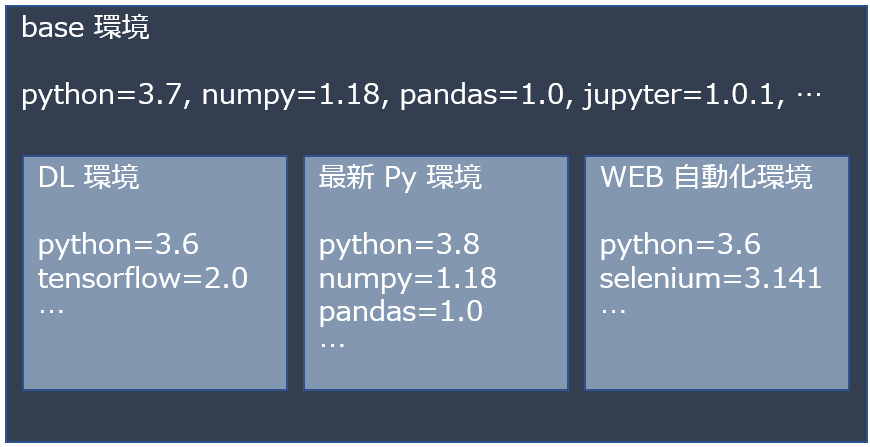 base 環境
python=3.7, numpy=1.18, pandas=1.0, jupyter=1.0.1, …
DL 環境
python=3.6
tensorflow=2.0
…
最新 Py 環境
python=3.8
numpy=1.18
pandas=1.0
…
WEB 自動化環境
python=3.6
selenium=3.141
…